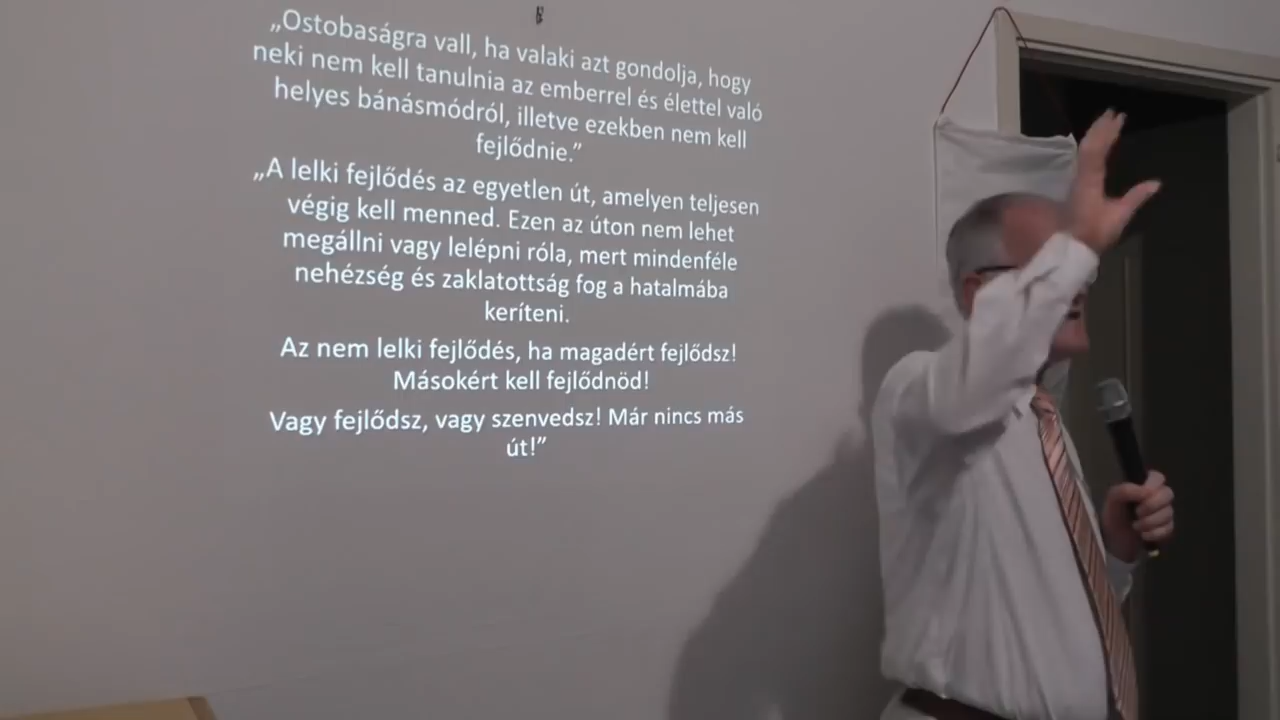 „Ostobaságra vall, ha valaki azt gondolja, hogy
neki nem kell tanulnia az emberrel és élettel való
helyes bánásmódról, illetve ezekben nem kell
fejlődnie.”
„A lelki fejlődés az egyetlen út, amelyen teljesen
végig kell menned. Ezen az úton nem lehet
megállni vagy lelépni róla, mert mindenféle
nehézség és zaklatottság fog a hatalmába
keríteni.
Az nem lelki fejlődés, ha magadért fejlődsz!
Másokért kell fejlődnöd!
Vagy fejlődsz, vagy szenvedsz! Már nincs más
út!”